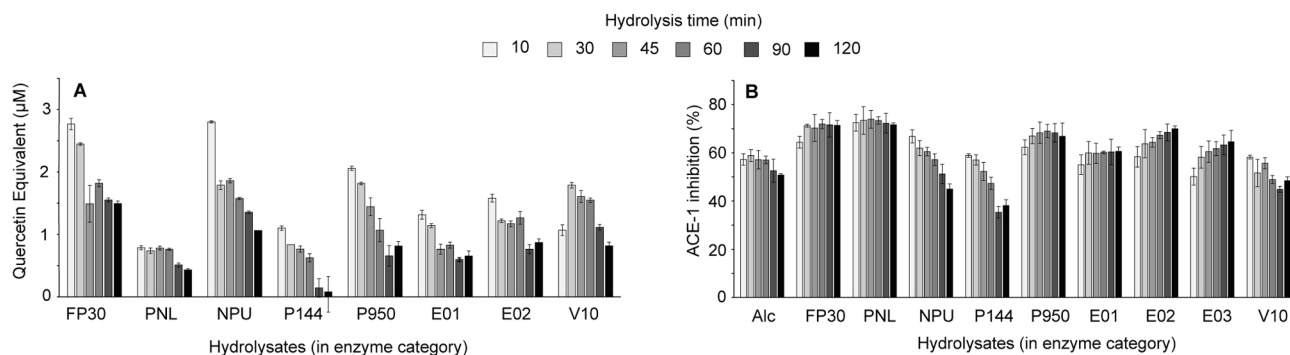 Hydrolysis time (min)
10 30 45 60 90 120
A
Quercetin Equivalent (µM)
3
2
1
0
FP30 PNL NPU P144 P950 E01 E02 V10
Hydrolysates (in enzyme category)
B
ACE-1 inhibition (%)
80
60
40
20
0
Alc FP30 PNL NPU P144 P950 E01 E02 E03 V10
Hydrolysates (in enzyme category)